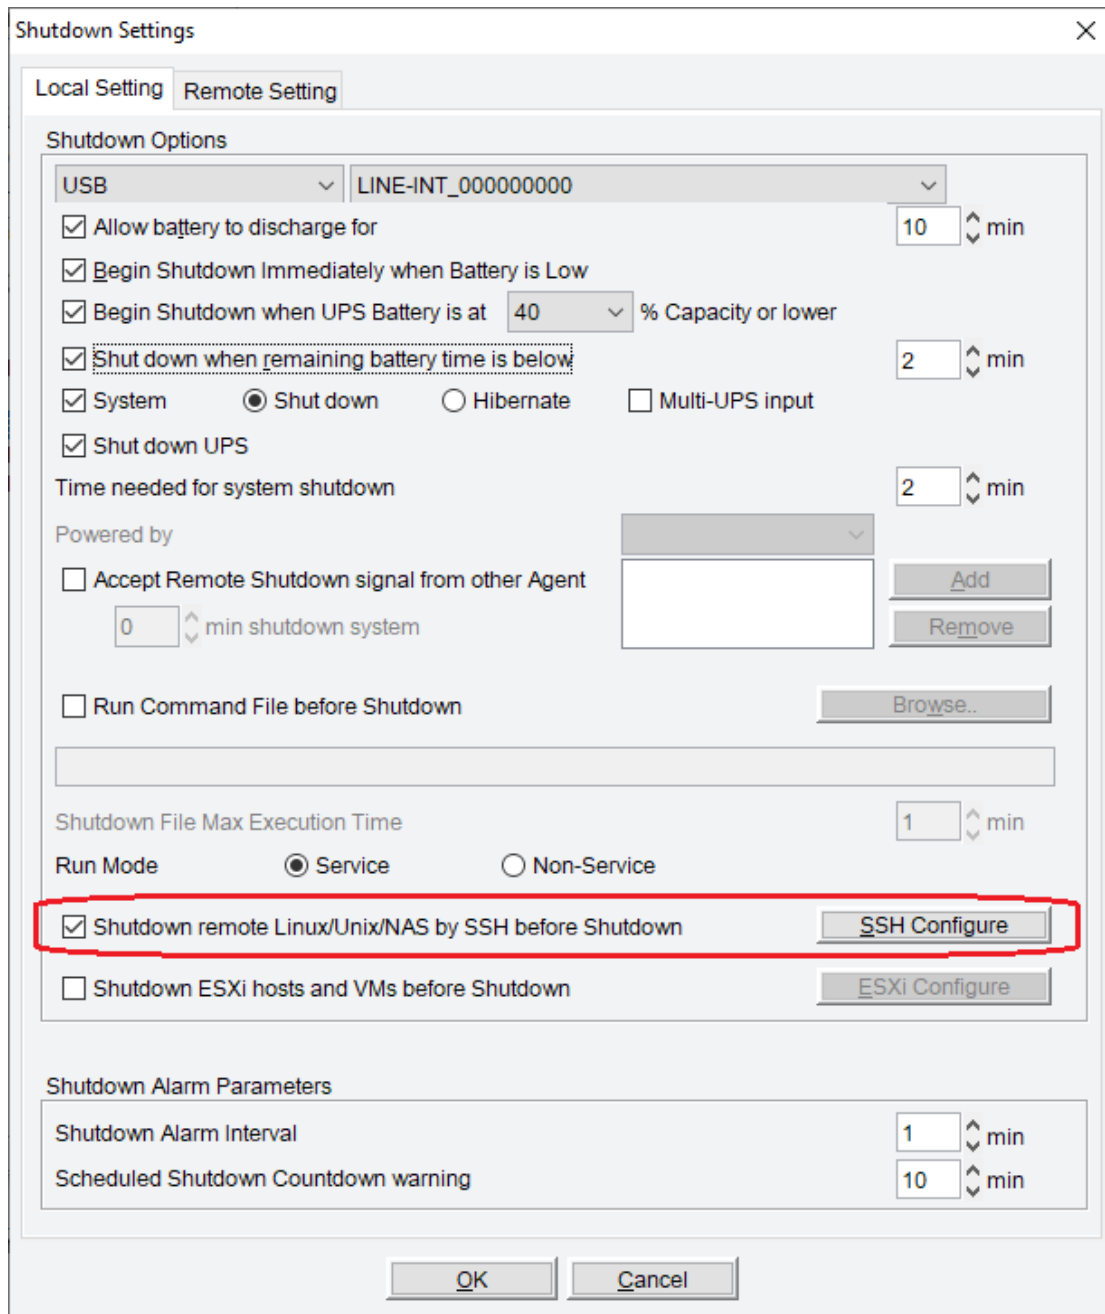 Shutdown Settings
Local Setting Remote Setting
Shutdown Options
USB LINE-INT_000000000
Allow battery to discharge for 10 min
Begin Shutdown Immediately when Battery is Low
Begin Shutdown when UPS Battery is at 40 % Capacity or lower
Shut down when remaining battery time is below 2 min
System Shut down Hibernate Multi-UPS input
Shut down UPS
Time needed for system shutdown 2 min
Powered by
Accept Remote Shutdown signal from other Agent Add
0 min shutdown system Remove
Run Command File before Shutdown Browse..
Shutdown File Max Execution Time 1 min
Run Mode Service Non-Service
Shutdown remote Linux/Unix/NAS by SSH before Shutdown SSH Configure
Shutdown ESXi hosts and VMs before Shutdown ESXi Configure
Shutdown Alarm Parameters
Shutdown Alarm Interval 1 min
Scheduled Shutdown Countdown warning 10 min
OK Cancel